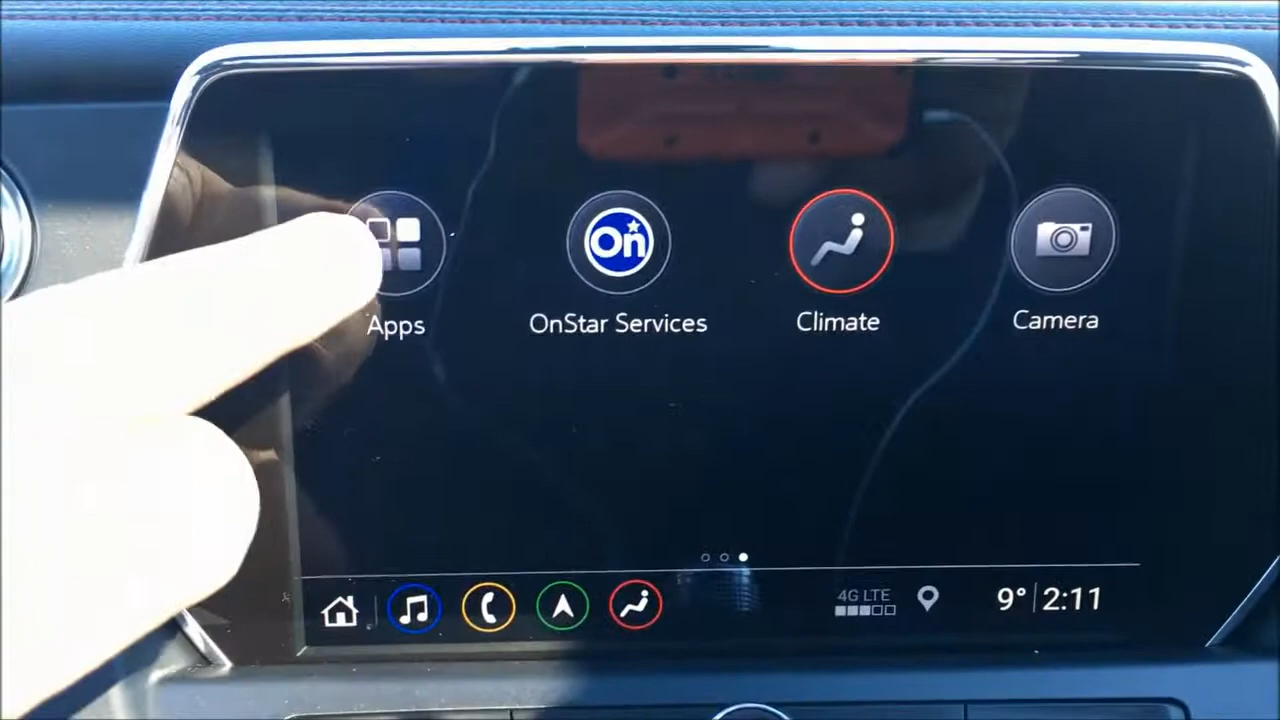 On
Apps
OnStar Services
Climate
Camera
4G LTE
9° 2:11